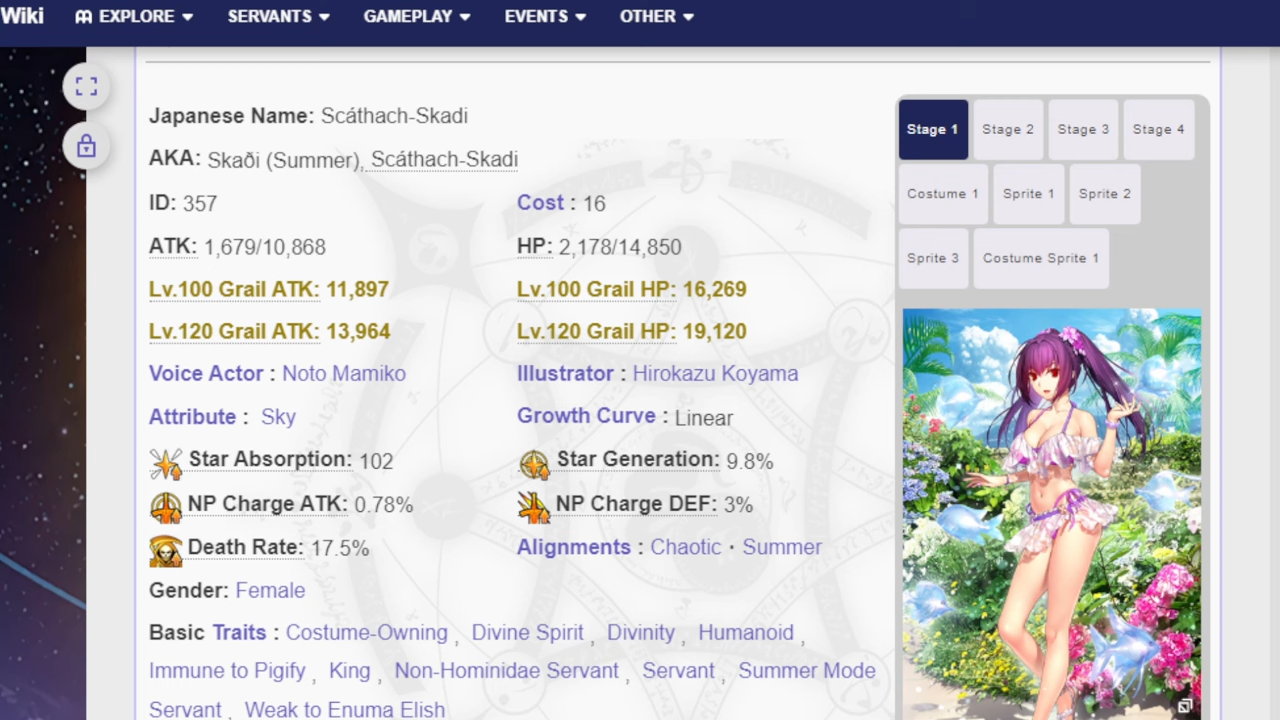 Wiki EXPLORE SERVANTS GAMEPLAY EVENTS OTHER
Japanese Name: Scáthach-Skadi
AKA: Skaði (Summer), Scáthach-Skadi
ID: 357 Cost : 16
ATK: 1,679/10,868 HP: 2,178/14,850
Lv.100 Grail ATK: 11,897 Lv.100 Grail HP: 16,269
Lv.120 Grail ATK: 13,964 Lv.120 Grail HP: 19,120
Voice Actor : Noto Mamiko Illustrator : Hirokazu Koyama
Attribute : Sky Growth Curve : Linear
Star Absorption: 102 Star Generation: 9.8%
NP Charge ATK: 0.78% NP Charge DEF: 3%
Death Rate: 17.5% Alignments : Chaotic · Summer
Gender: Female
Basic Traits : Costume-Owning , Divine Spirit , Divinity , Humanoid ,
Immune to Pigify , King , Non-Hominidae Servant , Servant , Summer Mode
Servant , Weak to Enuma Elish
Stage 1 Stage 2 Stage 3 Stage 4
Costume 1 Sprite 1 Sprite 2
Sprite 3 Costume Sprite 1